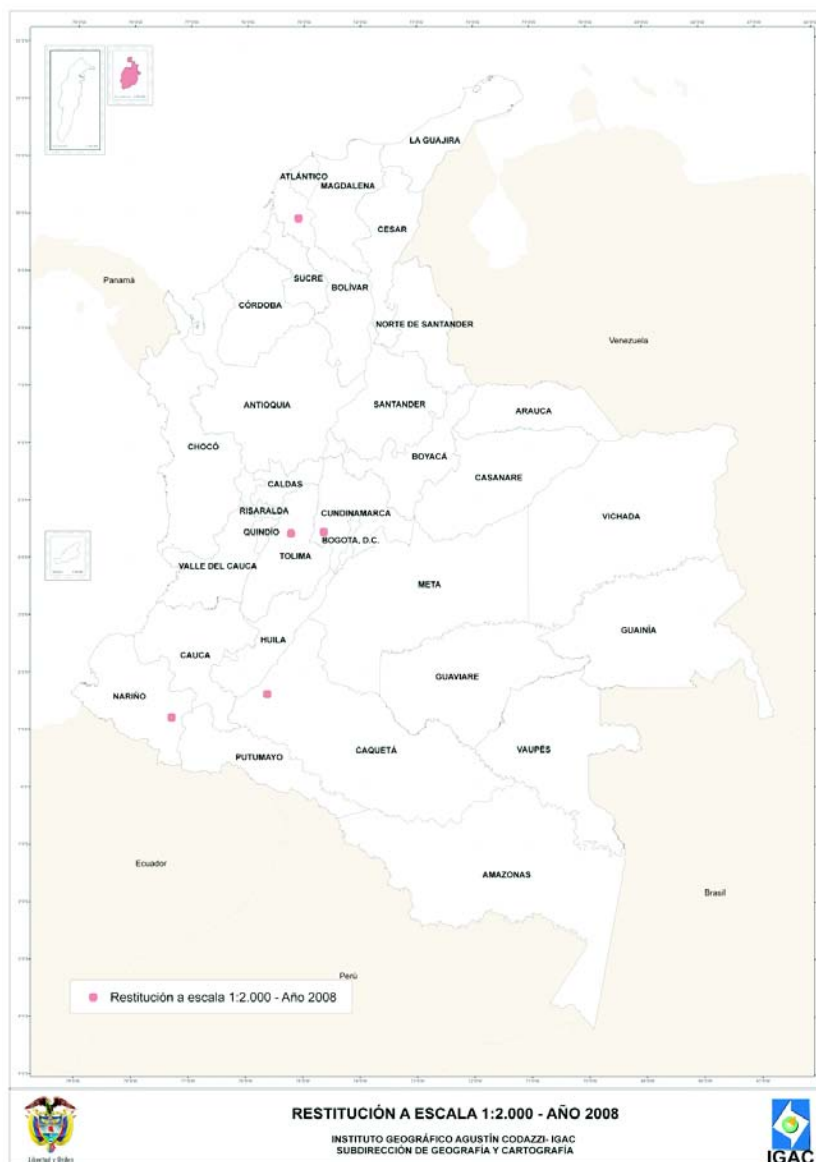 LA GUAJIRA
ATLÁNTICO
MAGDALENA
CESAR
SUCRE
BOLÍVAR
Panamá
CÓRDOBA
NORTE DE SANTANDER
Venezuela
ANTIOQUIA
SANTANDER
ARAUCA
CHOCÓ
BOYACÁ
CASANARE
CALDAS
RISARALDA
CUNDINAMARCA
VICHADA
QUINDÍO
BOGOTA, D.C.
TOLIMA
VALLE DEL CAUCA
META
GUAINÍA
HUILA
CAUCA
GUAVIARE
NARIÑO
CAQUETÁ
VAUPÉS
PUTUMAYO
Ecuador
AMAZONAS
Brasil
Perú
Restitución a escala 1:2.000 - Año 2008
RESTITUCIÓN A ESCALA 1:2.000 - AÑO 2008
INSTITUTO GEOGRÁFICO AGUSTÍN CODAZZI- IGAC
SUBDIRECCIÓN DE GEOGRAFÍA Y CARTOGRAFÍA
Libertad y Orden
IGAC